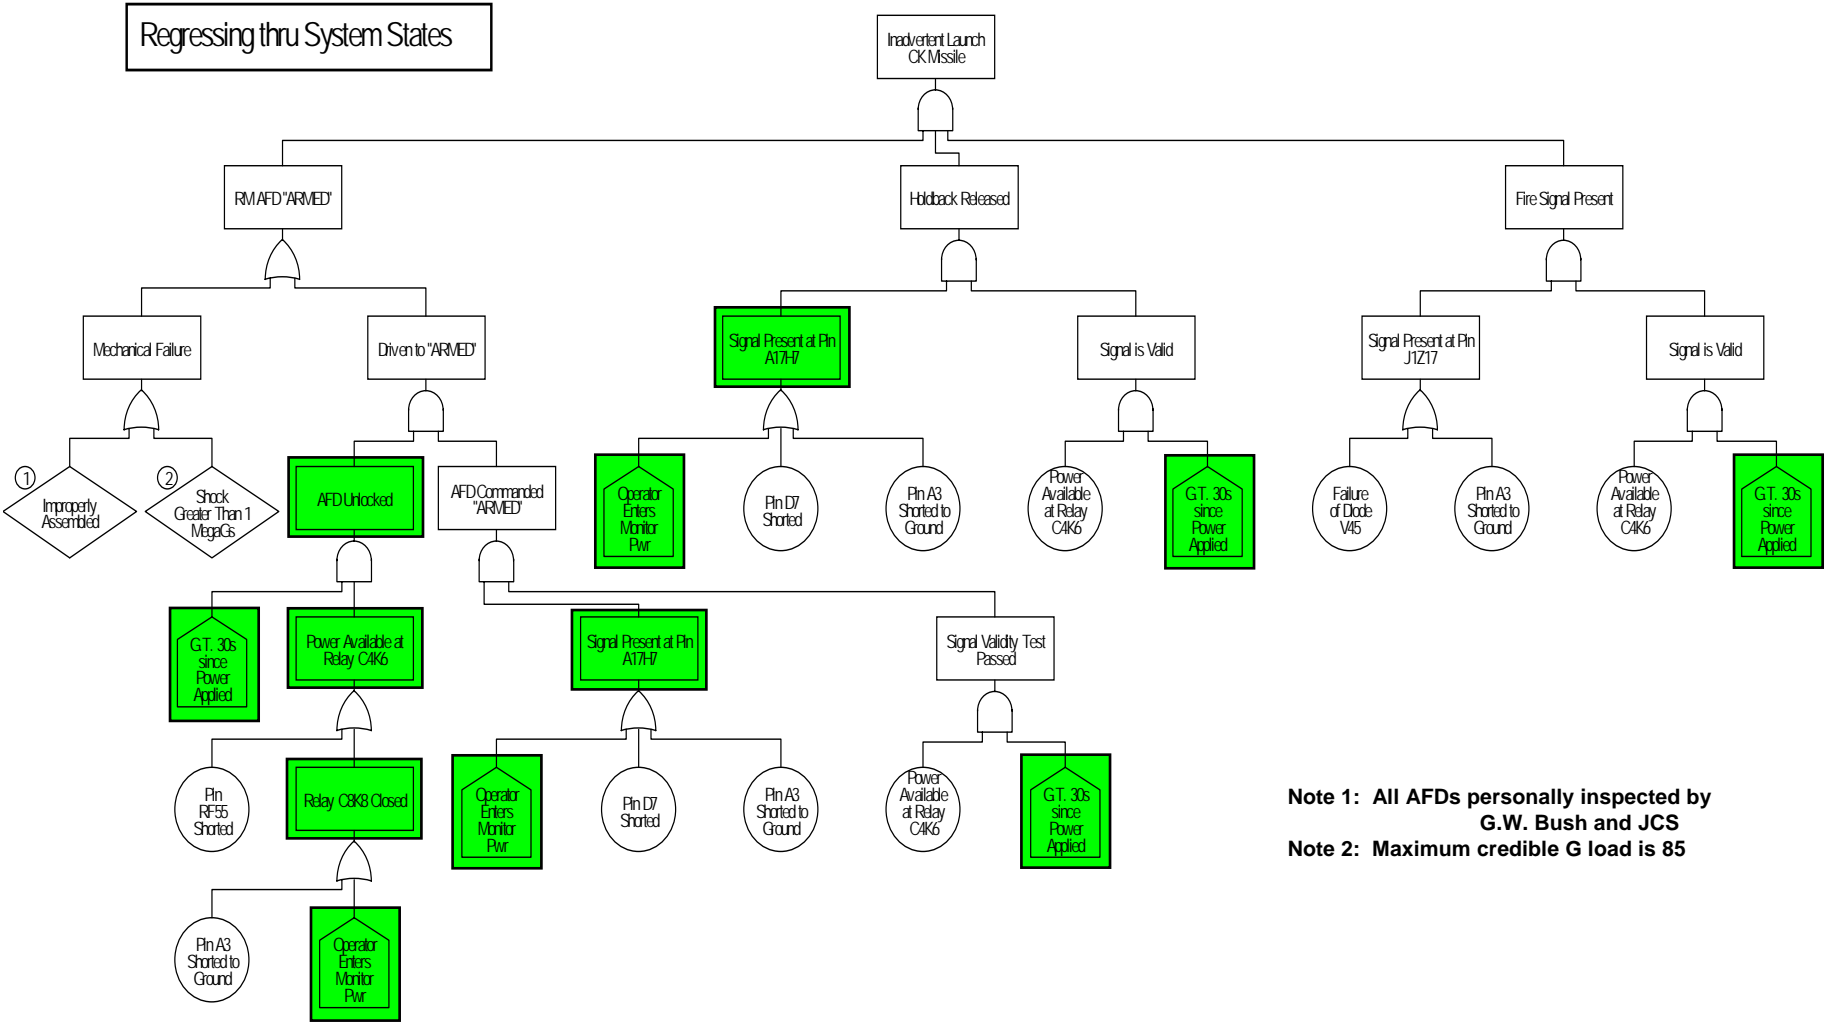 Regressing thru System States
Inadvertent Launch
CK Missile
RM AFD "ARMED"
Holdback Released
Fire Signal Present
Mechanical Failure
Driven to "ARMED"
Signal Present at Pin
A17H7
Signal is Valid
Signal Present at Pin
J1Z17
Signal is Valid
1
Improperly
Assembled
2
Shock
Greater Than 1
MegaGs
AFD Unlocked
AFD Commanded
"ARMED"
Operator
Enters
Monitor
Pwr
Pin D7
Shorted
Pin A3
Shorted to
Ground
Power
Available
at Relay
C4K6
G.T. 30s
since
Power
Applied
Failure
of Diode
V45
Pin A3
Shorted to
Ground
Power
Available
at Relay
C4K6
G.T. 30s
since
Power
Applied
G.T. 30s
since
Power
Applied
Power Available at
Relay C4K6
Signal Present at Pin
A17H7
Signal Validity Test
Passed
Pin
RF55
Shorted
Relay C8K8 Closed
Operator
Enters
Monitor
Pwr
Pin D7
Shorted
Pin A3
Shorted to
Ground
Power
Available
at Relay
C4K6
G.T. 30s
since
Power
Applied
Pin A3
Shorted to
Ground
Operator
Enters
Monitor
Pwr
Note 1: All AFDs personally inspected by
G.W. Bush and JCS
Note 2: Maximum credible G load is 85